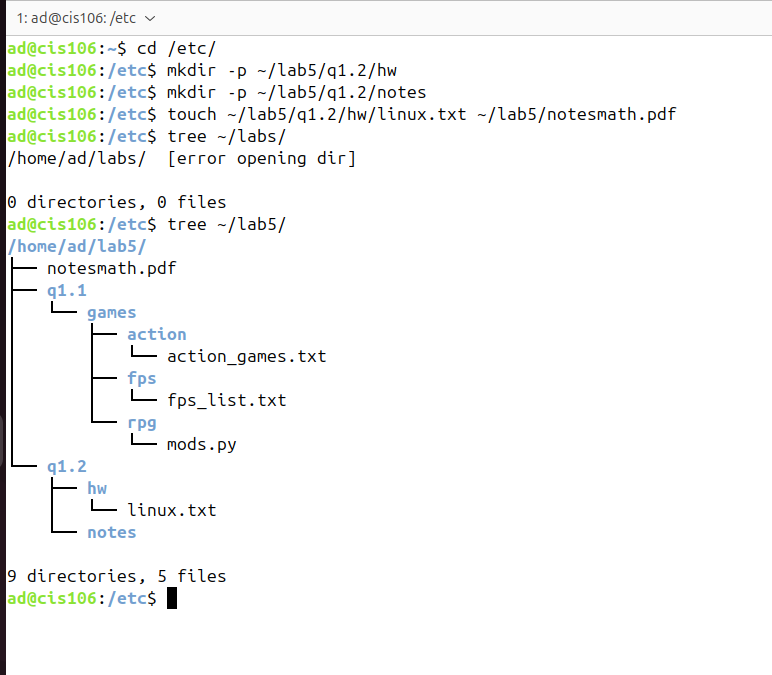 1: ad@cis106: /etc
ad@cis106:~$ cd /etc/
ad@cis106:/etc$ mkdir -p ~/lab5/q1.2/hw
ad@cis106:/etc$ mkdir -p ~/lab5/q1.2/notes
ad@cis106:/etc$ touch ~/lab5/q1.2/hw/linux.txt ~/lab5/notesmath.pdf
ad@cis106:/etc$ tree ~/labs/
/home/ad/labs/  [error opening dir]

0 directories, 0 files
ad@cis106:/etc$ tree ~/lab5/
/home/ad/lab5/
├── notesmath.pdf
├── q1.1
│   └── games
│       ├── action
│       │   └── action_games.txt
│       ├── fps
│       │   └── fps_list.txt
│       └── rpg
│           └── mods.py
└── q1.2
    ├── hw
    │   └── linux.txt
    └── notes

9 directories, 5 files
ad@cis106:/etc$